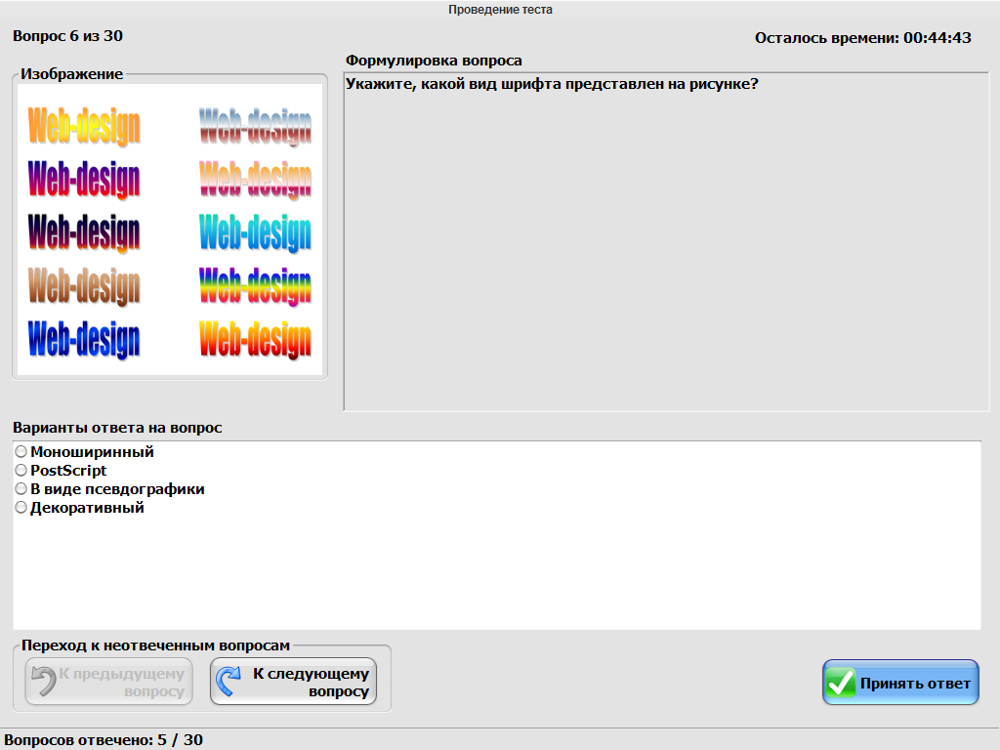 Проведение теста
Вопрос 6 из 30
Осталось времени: 00:44:43
Изображение
Web-design Web-design
Web-design Web-design
Web-design Web-design
Web-design Web-design
Web-design Web-design
Формулировка вопроса
Укажите, какой вид шрифта представлен на рисунке?
Варианты ответа на вопрос
Моноширинный
PostScript
В виде псевдографики
Декоративный
Переход к неотвеченным вопросам
К предыдущему
вопросу
К следующему
вопросу
Принять ответ
Вопросов отвечено: 5 / 30